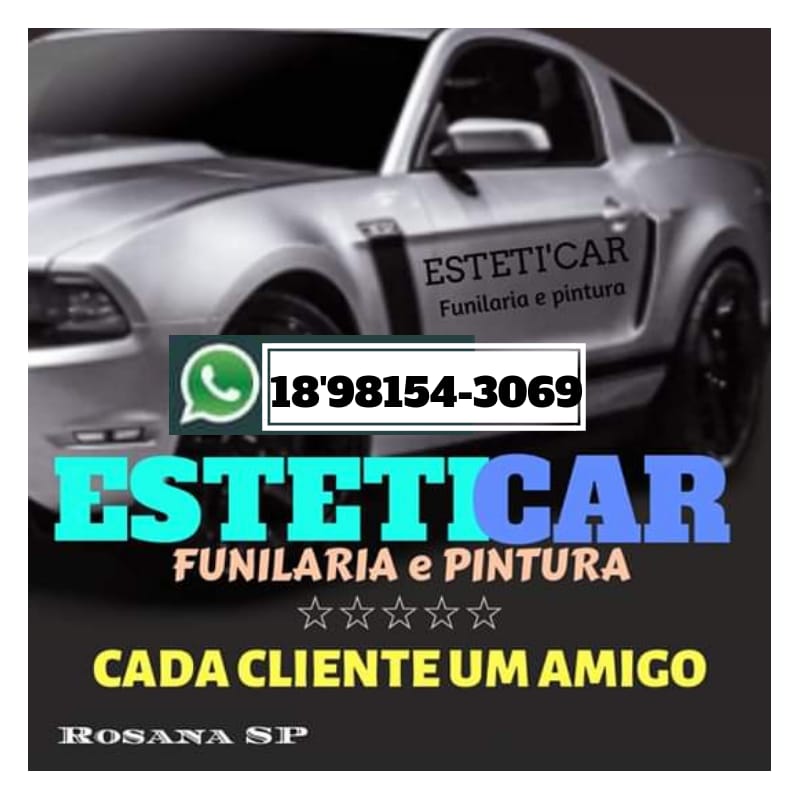 ESTETI'CAR
Funilaria e pintura
18'98154-3069
ESTETICAR
FUNILARIA e PINTURA
☆☆☆☆☆
CADA CLIENTE UM AMIGO
ROSANA SP